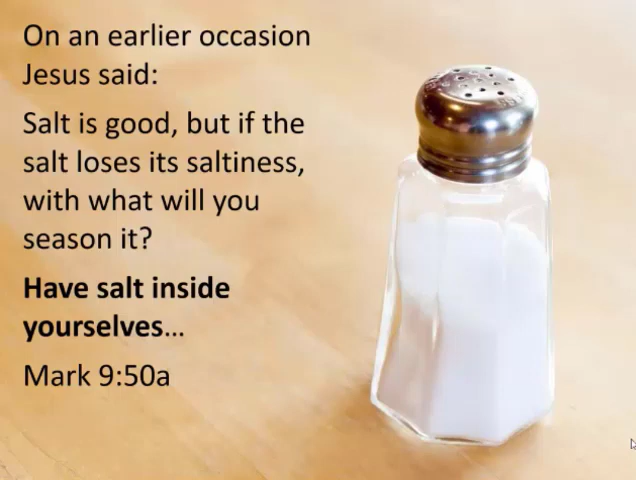 On an earlier occasion
Jesus said:
Salt is good, but if the
salt loses its saltiness,
with what will you
season it?
Have salt inside
yourselves…
Mark 9:50a